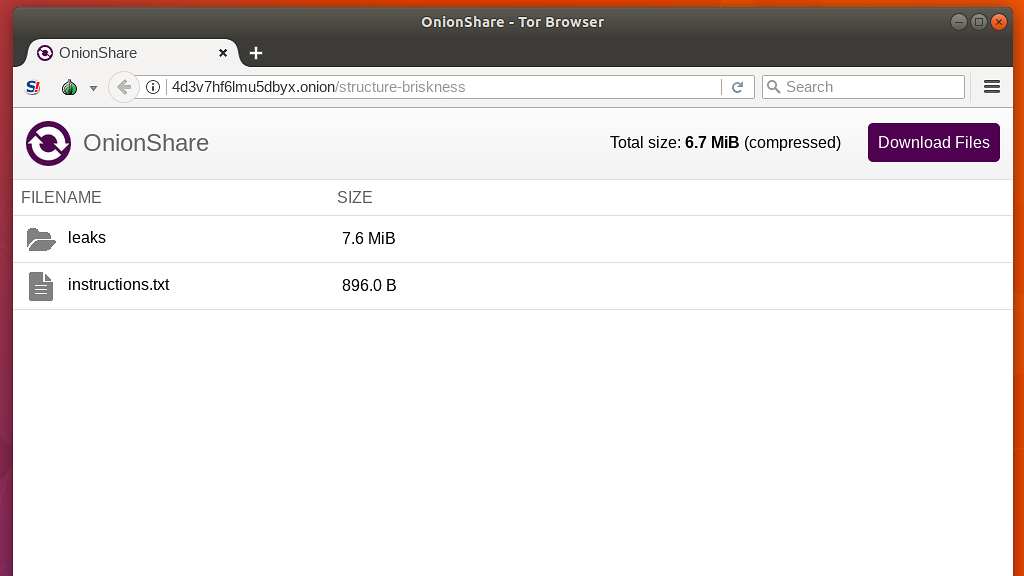 OnionShare - Tor Browser
OnionShare
4d3v7hf6lmu5dbyx.onion/structure-briskness
Search
OnionShare
Total size: 6.7 MiB (compressed)
Download Files
FILENAME SIZE
leaks 7.6 MiB
instructions.txt 896.0 B